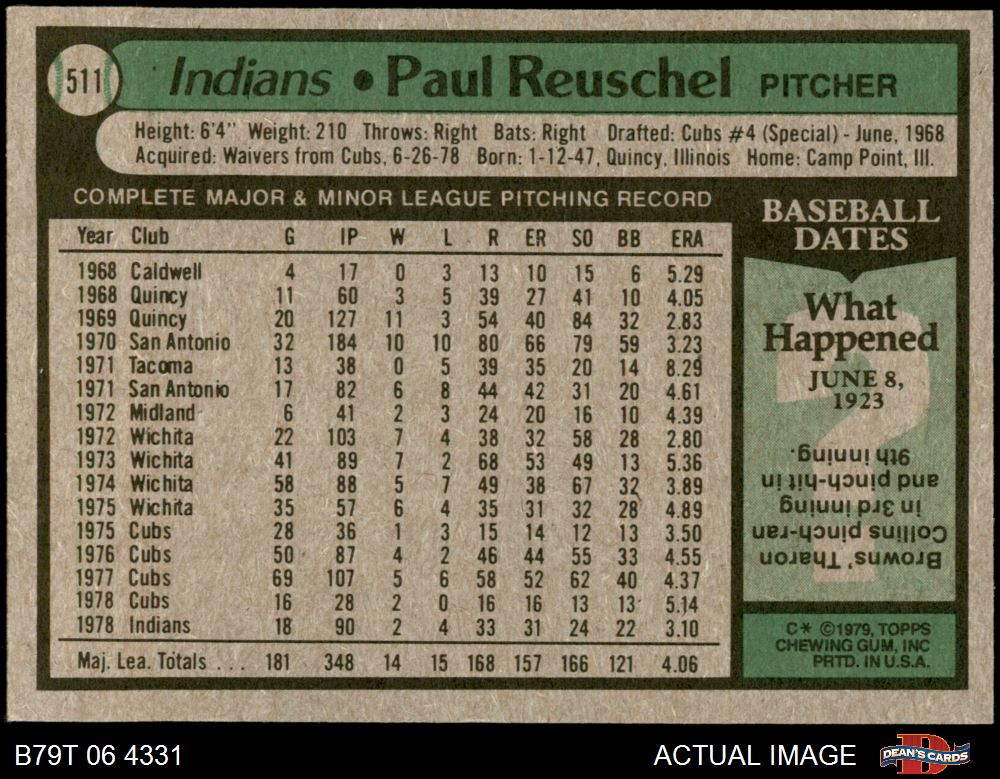 511 Indians • Paul Reuschel PITCHER
Height: 6'4" Weight: 210 Throws: Right Bats: Right Drafted: Cubs #4 (Special) - June, 1968
Acquired: Waivers from Cubs, 6-26-78 Born: 1-12-47, Quincy, Illinois Home: Camp Point, Ill.
COMPLETE MAJOR & MINOR LEAGUE PITCHING RECORD
Year Club G IP W L R ER SO BB ERA
1968 Caldwell 4 17 0 3 13 10 15 6 5.29
1968 Quincy 11 60 3 5 39 27 41 10 4.05
1969 Quincy 20 127 11 3 54 40 84 32 2.83
1970 San Antonio 32 184 10 10 80 66 79 59 3.23
1971 Tacoma 13 38 0 5 39 35 20 14 8.29
1971 San Antonio 17 82 6 8 44 42 31 20 4.61
1972 Midland 6 41 2 3 24 20 16 10 4.39
1972 Wichita 22 103 7 4 38 32 58 28 2.80
1973 Wichita 41 89 7 2 68 53 49 13 5.36
1974 Wichita 58 88 5 7 49 38 67 32 3.89
1975 Wichita 35 57 6 4 35 31 32 28 4.89
1975 Cubs 28 36 1 3 15 14 12 13 3.50
1976 Cubs 50 87 4 2 46 44 55 33 4.55
1977 Cubs 69 107 5 6 58 52 62 40 4.37
1978 Cubs 16 28 2 0 16 16 13 13 5.14
1978 Indians 18 90 2 4 33 31 24 22 3.10
Maj. Lea. Totals ... 181 348 14 15 168 157 166 121 4.06
BASEBALL
DATES
What
Happened
JUNE 8,
1923
Browns' Tharon
Collins pinch-ran
in 3rd inning
and pinch-hit in
9th inning.
C* ©1979, TOPPS
CHEWING GUM, INC
PRTD. IN U.S.A.
B79T 06 4331
ACTUAL IMAGE
DEAN'S CARDS